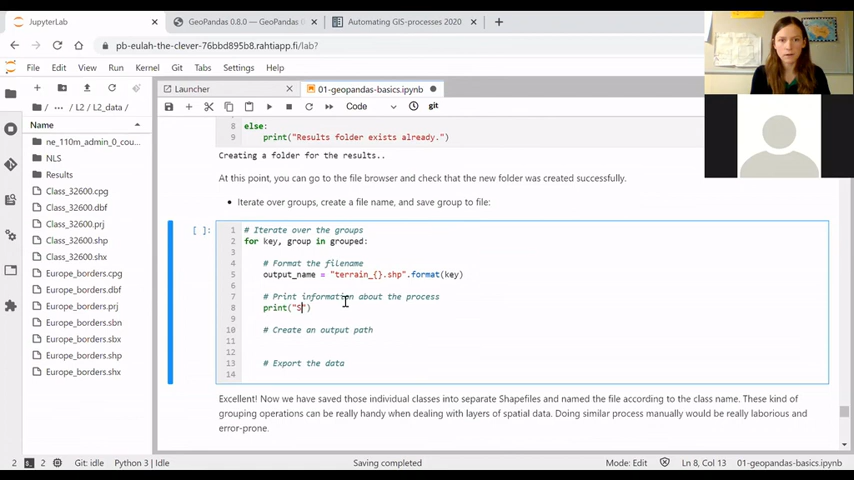 JupyterLab
GeoPandas 0.8.0 — GeoPandas
Automating GIS-processes 2020
pb-eulah-the-clever-76bbd895b8.rahtiapp.fi/lab?
File Edit View Run Kernel Git Tabs Settings Help
Launcher
01-geopandas-basics.ipynb
Code
git
/ ... / L2 / L2_data /
Name
ne_110m_admin_0_cou...
NLS
Results
Class_32600.cpg
Class_32600.dbf
Class_32600.prj
Class_32600.shp
Class_32600.shx
Europe_borders.cpg
Europe_borders.dbf
Europe_borders.prj
Europe_borders.sbn
Europe_borders.sbx
Europe_borders.shp
Europe_borders.shx
8 else:
9 print("Results folder exists already.")
Creating a folder for the results..
At this point, you can go to the file browser and check that the new folder was created successfully.
• Iterate over groups, create a file name, and save group to file:
[ ]:
1 # Iterate over the groups
2 for key, group in grouped:
3
4 # Format the filename
5 output_name = "terrain_{}.shp".format(key)
6
7 # Print information about the process
8 print("S")
9
10 # Create an output path
11
12
13 # Export the data
14
Excellent! Now we have saved those individual classes into separate Shapefiles and named the file according to the class name. These kind of
grouping operations can be really handy when dealing with layers of spatial data. Doing similar process manually would be really laborious and
error-prone.
2 2 Git: idle Python 3 | Idle Saving completed Mode: Edit Ln 8, Col 13 01-geopandas-basics.ipynb